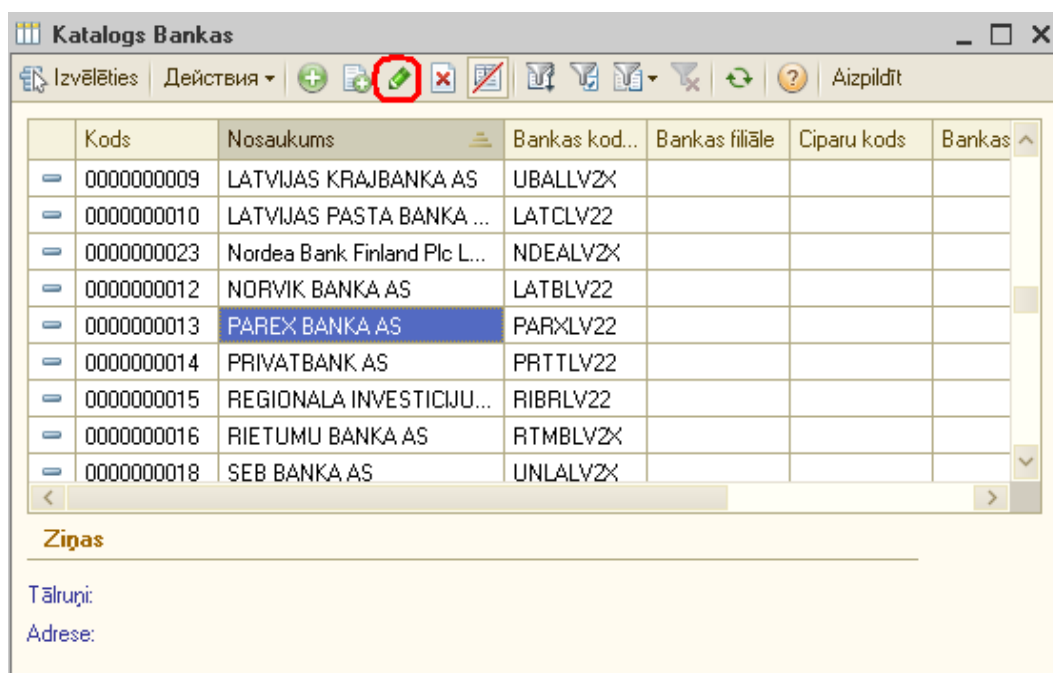 Katalogs Bankas
Izvēlēties Действия Aizpildīt
Kods Nosaukums Bankas kod... Bankas filiāle Ciparu kods Bankas
0000000009 LATVIJAS KRAJBANKA AS UBALLV2X
0000000010 LATVIJAS PASTA BANKA ... LATCLV22
0000000023 Nordea Bank Finland Plc L... NDEALV2X
0000000012 NORVIK BANKA AS LATBLV22
0000000013 PAREX BANKA AS PARXLV22
0000000014 PRIVATBANK AS PRTTLV22
0000000015 REGIONALA INVESTICIJU... RIBRLV22
0000000016 RIETUMU BANKA AS RTMBLV2X
0000000018 SEB BANKA AS UNLALV2X
Ziņas
Tālruņi:
Adrese: